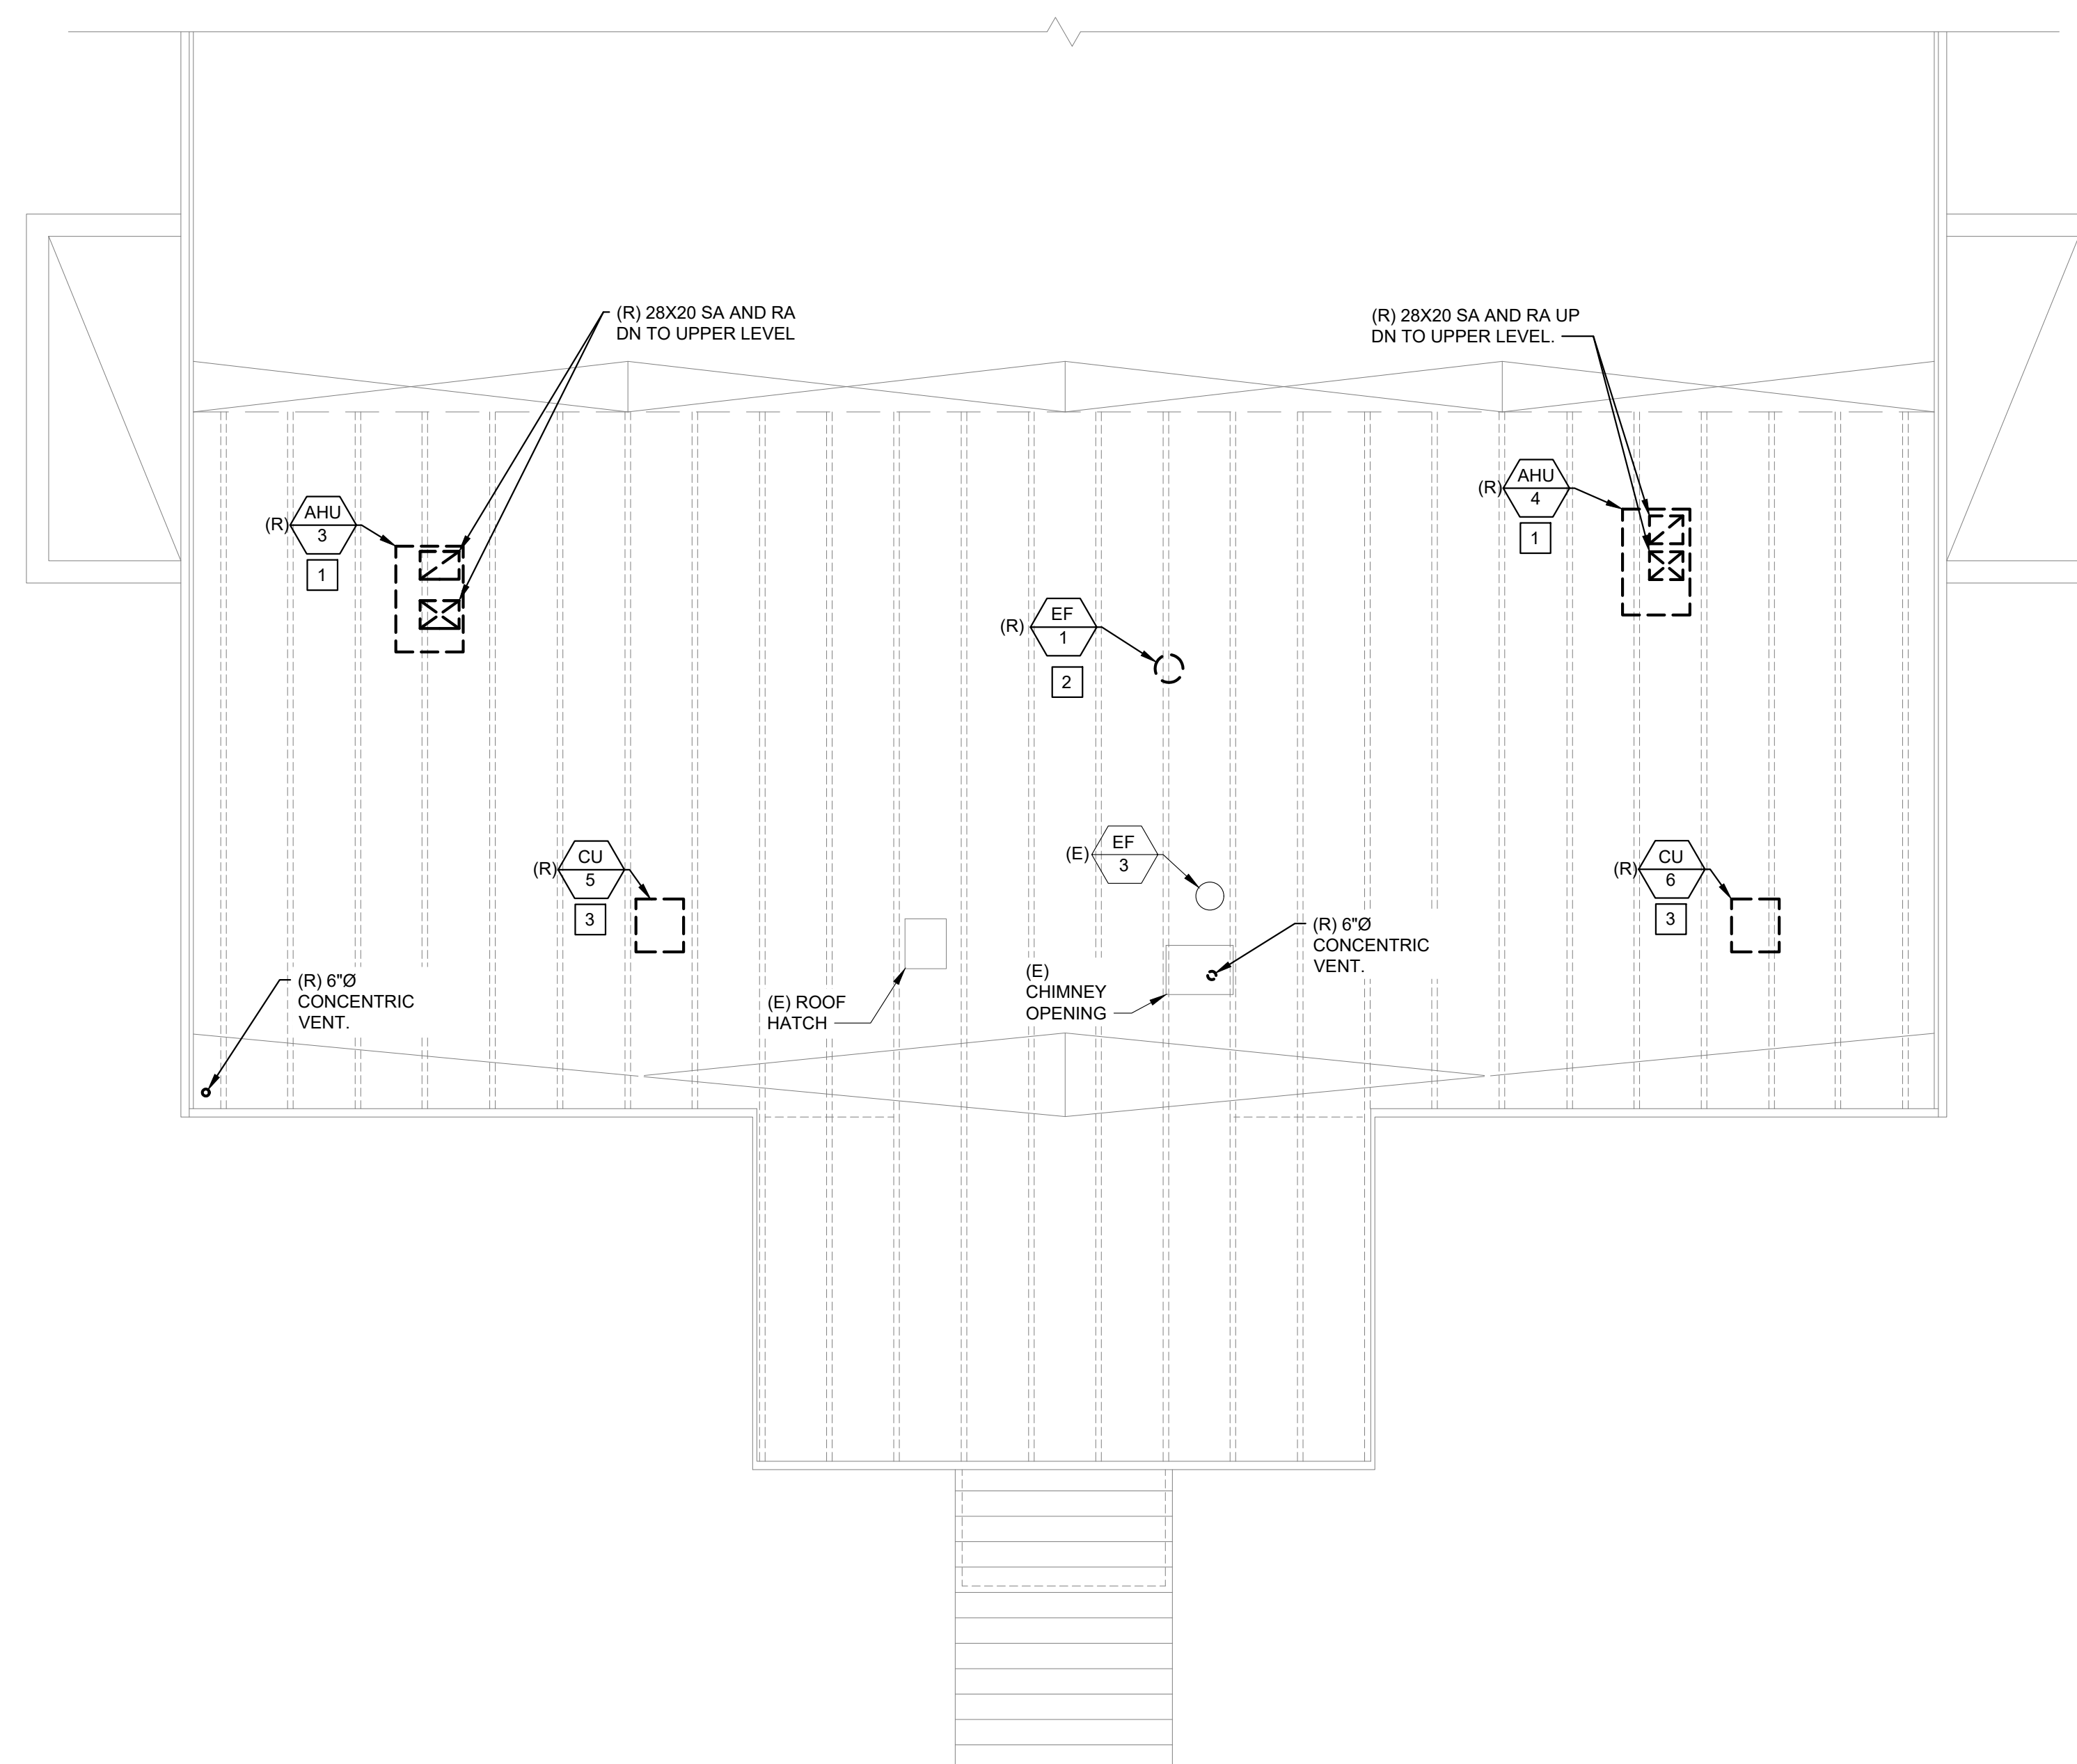 (R) 28X20 SA AND RA
DN TO UPPER LEVEL
(R) 28X20 SA AND RA UP
DN TO UPPER LEVEL.
(R)
AHU
3
1
(R)
AHU
4
1
(R)
EF
1
2
(E)
EF
3
(R)
CU
5
3
(R)
CU
6
3
(R) 6"Ø
CONCENTRIC
VENT.
(E) ROOF
HATCH
(E)
CHIMNEY
OPENING
(R) 6"Ø
CONCENTRIC
VENT.